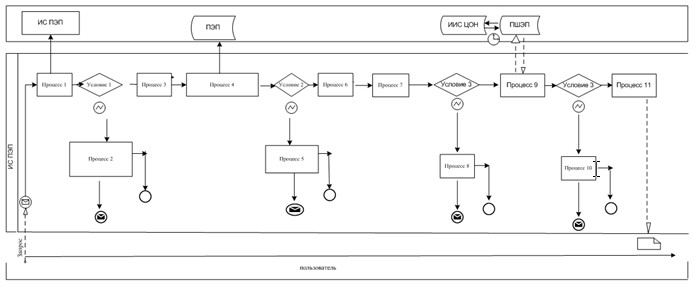 ИС ПЭП
ПЭП
ИИС ЦОН
ПШЭП
ИС ПЭП
Процесс 1
Условие 1
Процесс 3
Процесс 4
Условие 2
Процесс 6
Процесс 7
Условие 3
Процесс 9
Условие 3
Процесс 11
Процесс 2
Процесс 5
Процесс 8
Процесс 10
Запрос
пользователь